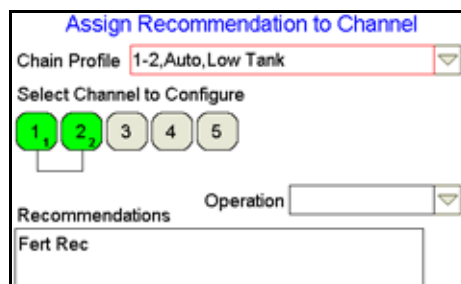 Assign Recommendation to Channel
Chain Profile 1-2,Auto,Low Tank
Select Channel to Configure
1 1 2 2 3 4 5
Operation
Recommendations
Fert Rec